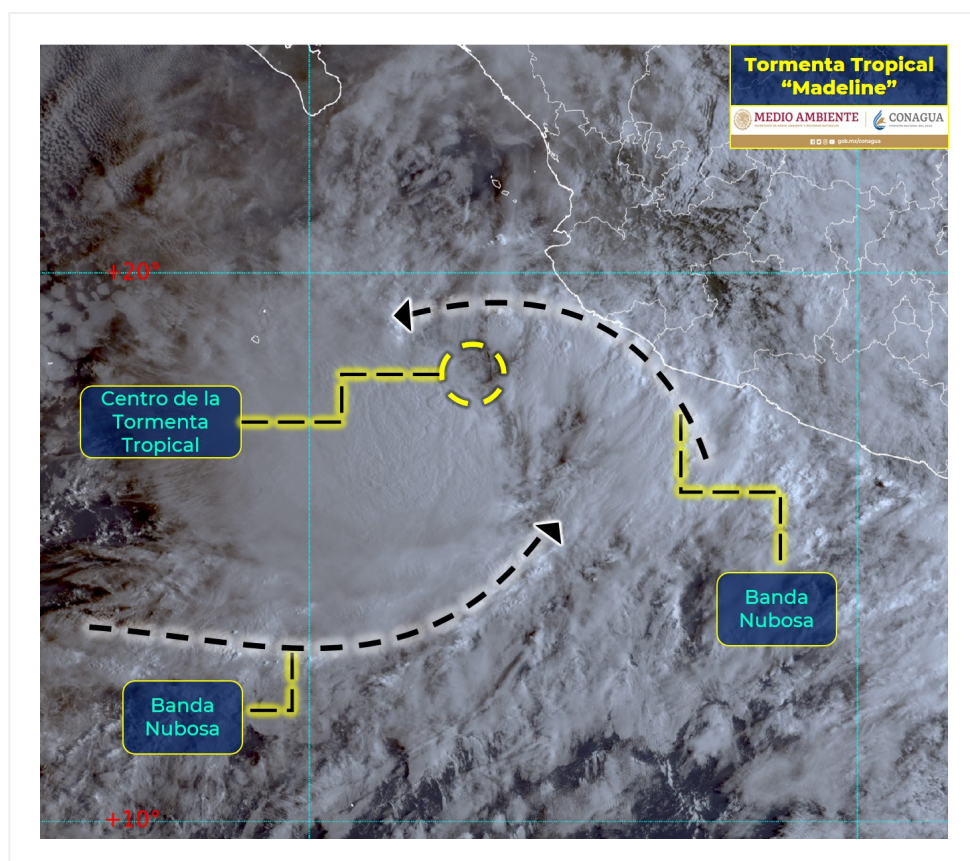 Tormenta Tropical
“Madeline”
MEDIO AMBIENTE
CONAGUA
gob.mx/conagua
+20°
Centro de la
Tormenta
Tropical
Banda
Nubosa
Banda
Nubosa
+10°